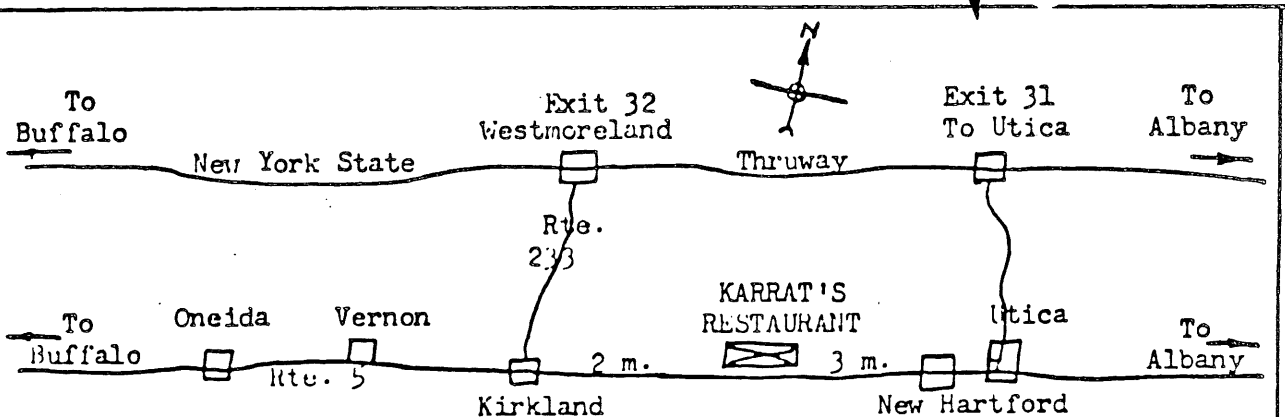 N
To
Buffalo
Exit 32
Westmoreland
Exit 31
To Utica
To
Albany
New York State
Thruway
Rte.
233
KARRAT'S
RESTAURANT
To
Buffalo
Oneida
Vernon
Utica
To
Albany
Rte. 5
2 m.
3 m.
Kirkland
New Hartford